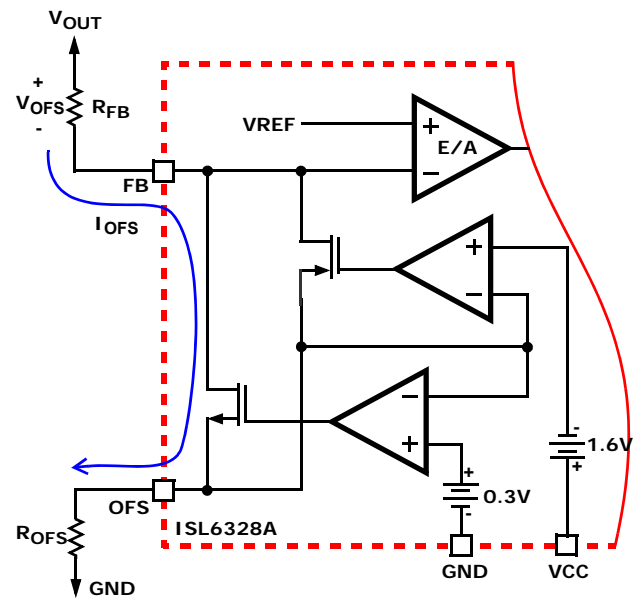 VOUT
+
VOFS
-
RFB
VREF
+
E/A
-
FB
IOFS
+
-
-
+
-
1.6V
+
+
0.3V
-
OFS
ISL6328A
ROFS
GND
GND
VCC